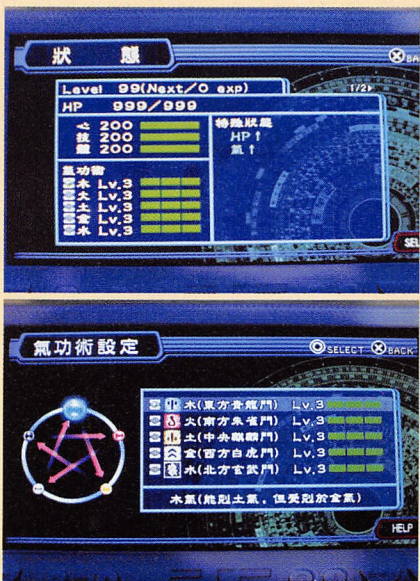 狀態
BA
Level 99(Next/0 exp)
1/2
HP 999/999
心 200
技 200
體 200
特殊狀態
HP↑
氣↑
氣功術
木 Lv.3
火 Lv.3
土 Lv.3
金 Lv.3
水 Lv.3
SEL
氣功術設定
SELECT BACK
木(東方青龍門) Lv.3
火(南方朱雀門) Lv.3
土(中央麒麟門) Lv.3
金(西方白虎門) Lv.3
水(北方玄武門) Lv.3
木氣(能剋土氣，但受剋於金氣)
HELP